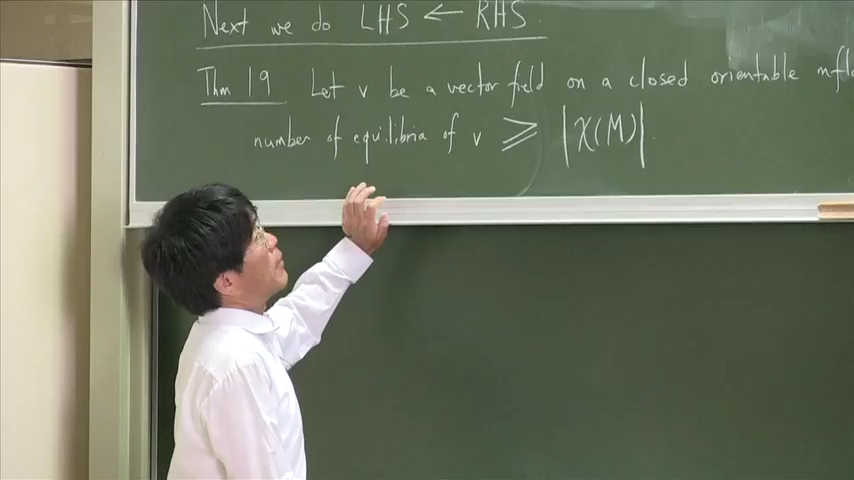 Next we do LHS ← RHS.
Thm 19 Let v be a vector field on a closed orientable mfld
number of equilibria of v ≥ |χ(M)|.